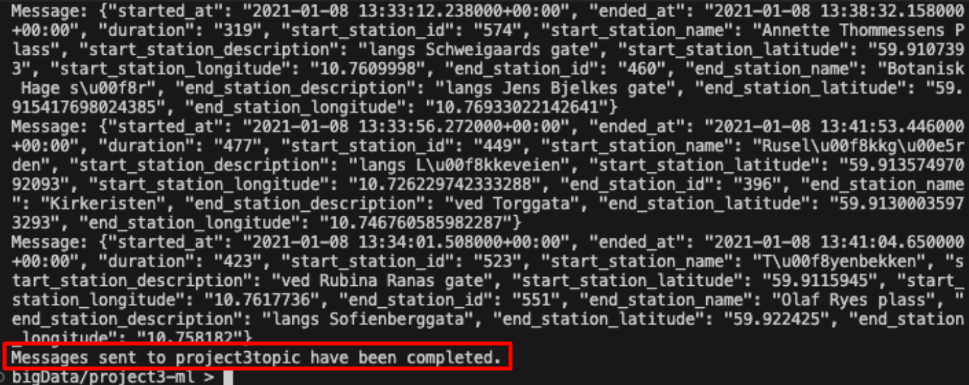 Message: {"started_at": "2021-01-08 13:33:12.238000+00:00", "ended_at": "2021-01-08 13:38:32.158000
+00:00", "duration": "319", "start_station_id": "574", "start_station_name": "Annette Thommessens P
lass", "start_station_description": "langs Schweigaards gate", "start_station_latitude": "59.910739
3", "start_station_longitude": "10.7609998", "end_station_id": "460", "end_station_name": "Botanisk
 Hage s\u00f8r", "end_station_description": "langs Jens Bjelkes gate", "end_station_latitude": "59.
915417698024385", "end_station_longitude": "10.76933022142641"}
Message: {"started_at": "2021-01-08 13:33:56.272000+00:00", "ended_at": "2021-01-08 13:41:53.446000
+00:00", "duration": "477", "start_station_id": "449", "start_station_name": "Rusel\u00f8kkg\u00e5r
den", "start_station_description": "langs L\u00f8kkeveien", "start_station_latitude": "59.913574970
92093", "start_station_longitude": "10.726229742333288", "end_station_id": "396", "end_station_name
": "Kirkeristen", "end_station_description": "ved Torggata", "end_station_latitude": "59.9130003597
3293", "end_station_longitude": "10.746760585982287"}
Message: {"started_at": "2021-01-08 13:34:01.508000+00:00", "ended_at": "2021-01-08 13:41:04.650000
+00:00", "duration": "423", "start_station_id": "523", "start_station_name": "T\u00f8yenbekken", "s
tart_station_description": "ved Rubina Ranas gate", "start_station_latitude": "59.9115945", "start_
station_longitude": "10.7617736", "end_station_id": "551", "end_station_name": "Olaf Ryes plass", "
end_station_description": "langs Sofienberggata", "end_station_latitude": "59.922425", "end_station
_longitude": "10.758182"}
Messages sent to project3topic have been completed.
bigData/project3-ml >